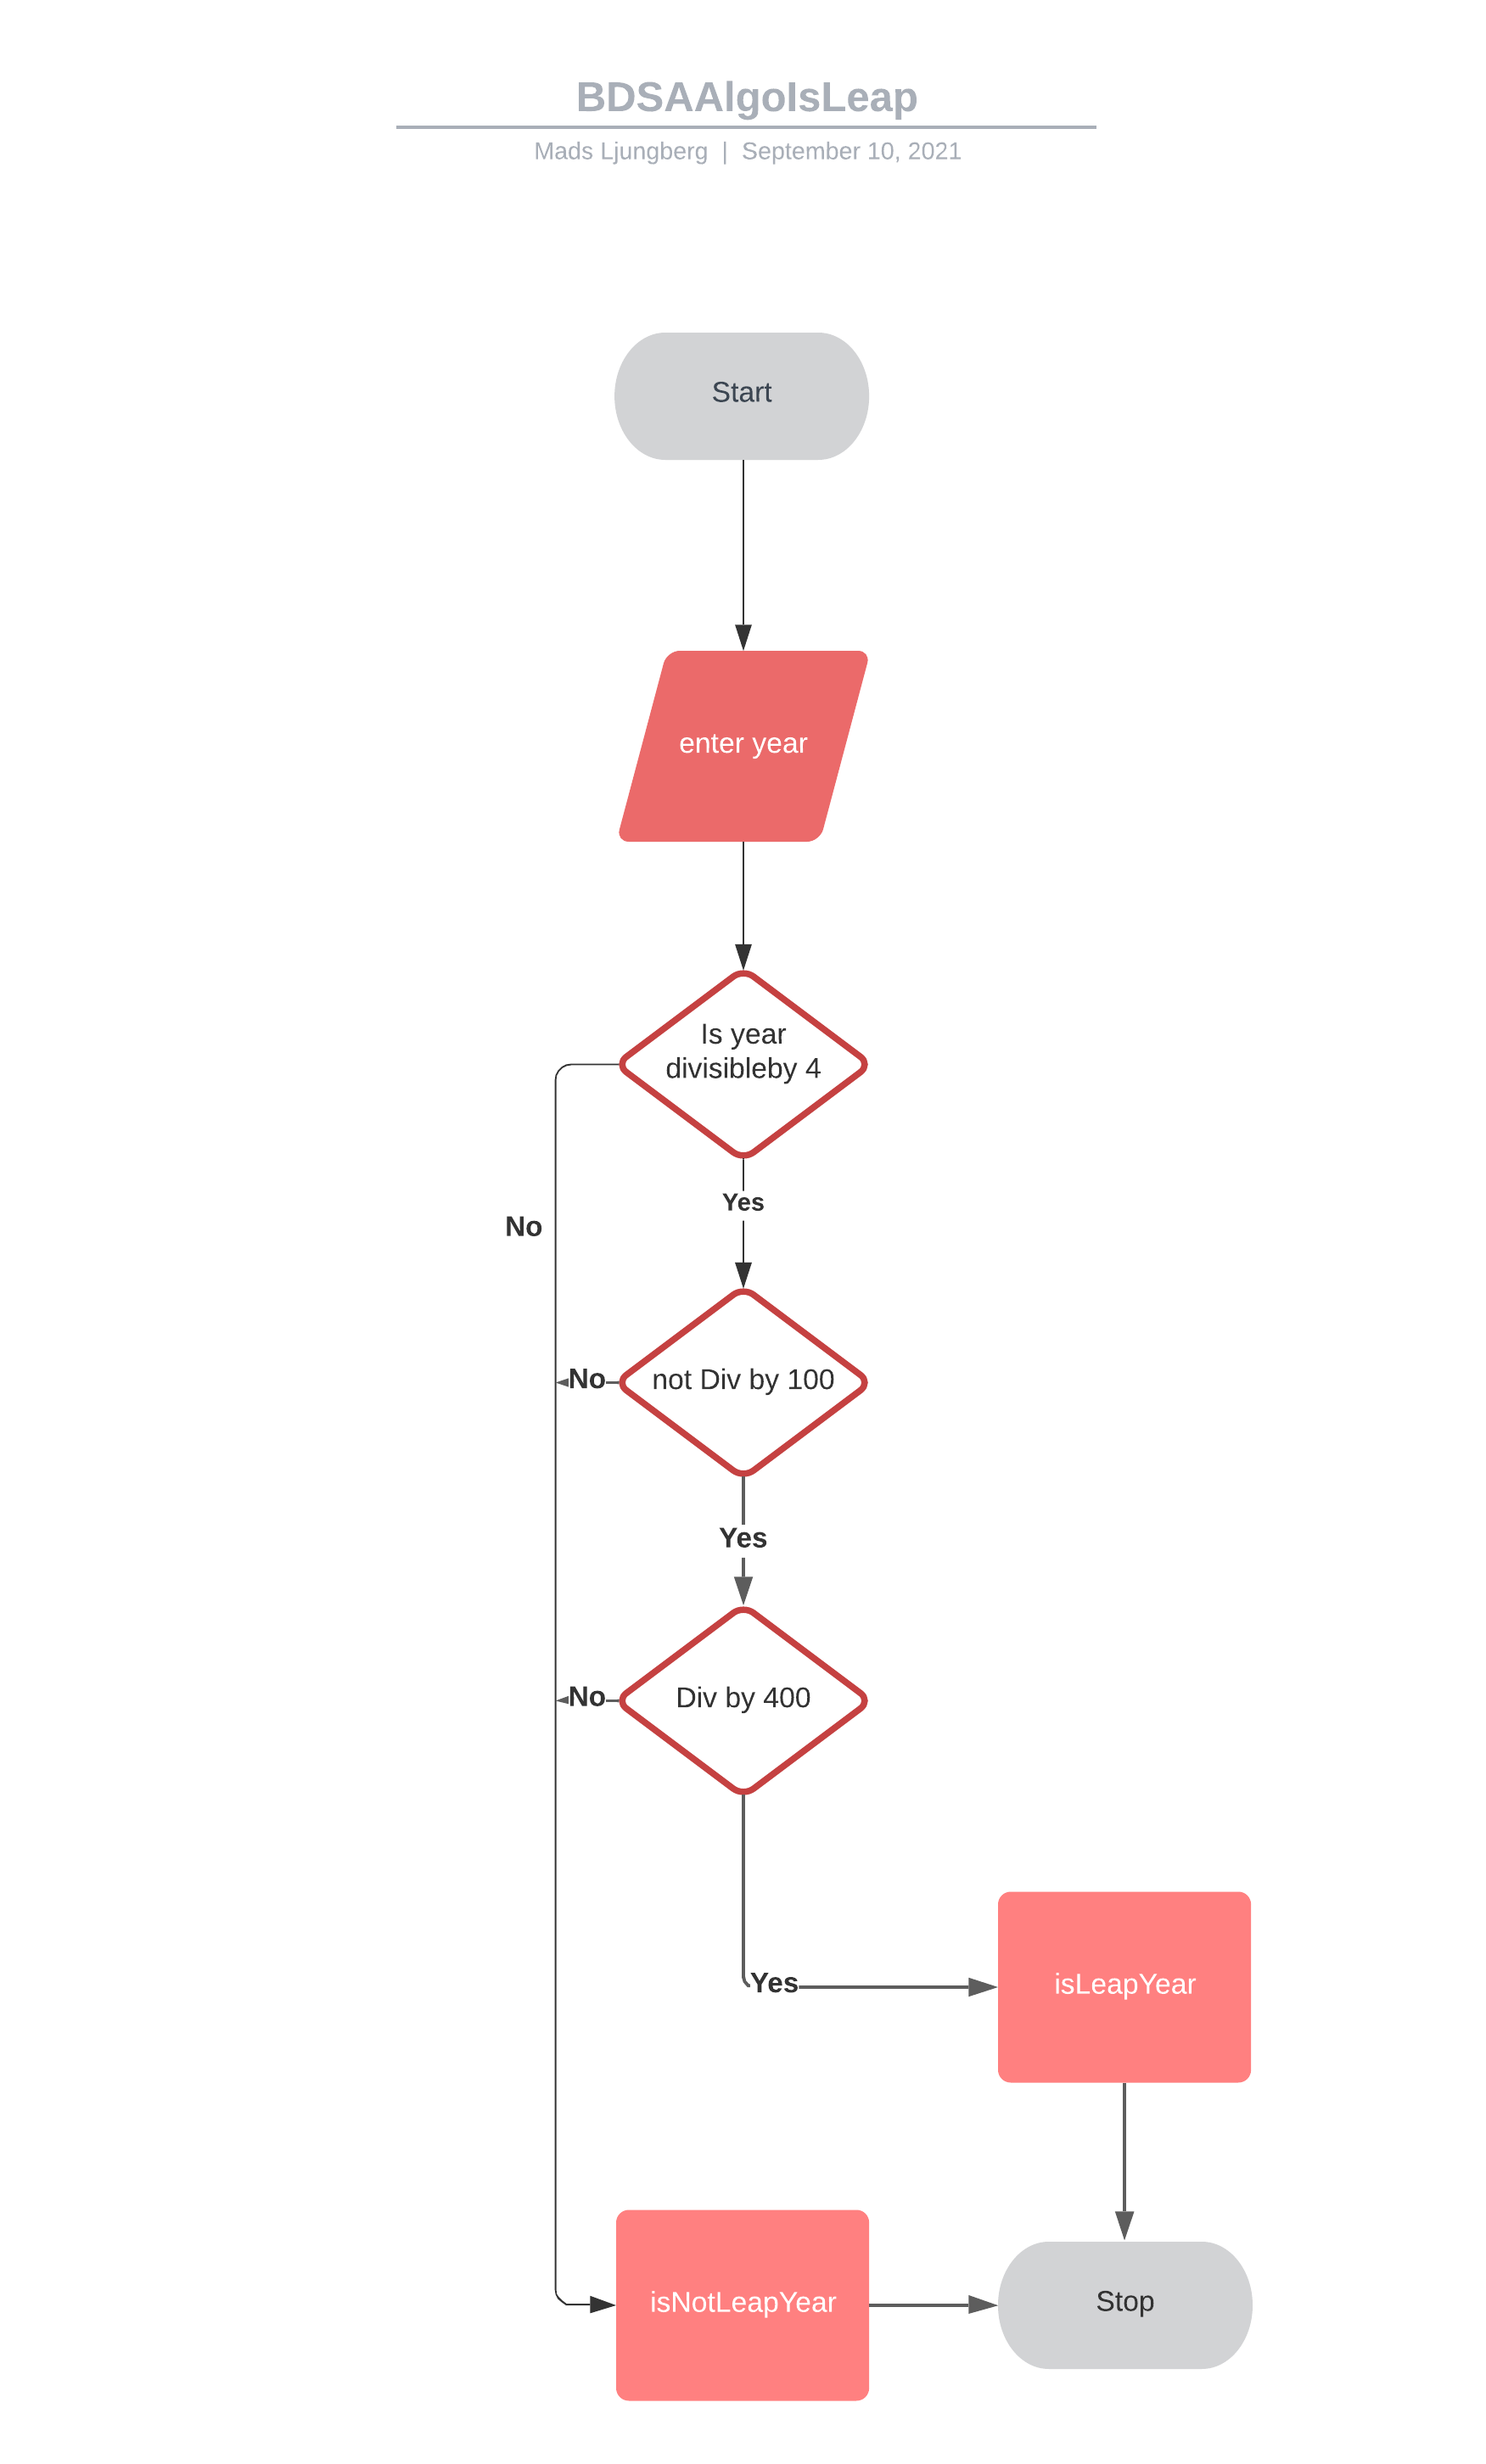 BDSAAlgoIsLeap
Mads Ljungberg | September 10, 2021
Start
enter year
Is year
divisibleby 4
Yes
No
not Div by 100
No
Yes
Div by 400
No
Yes
isLeapYear
isNotLeapYear
Stop